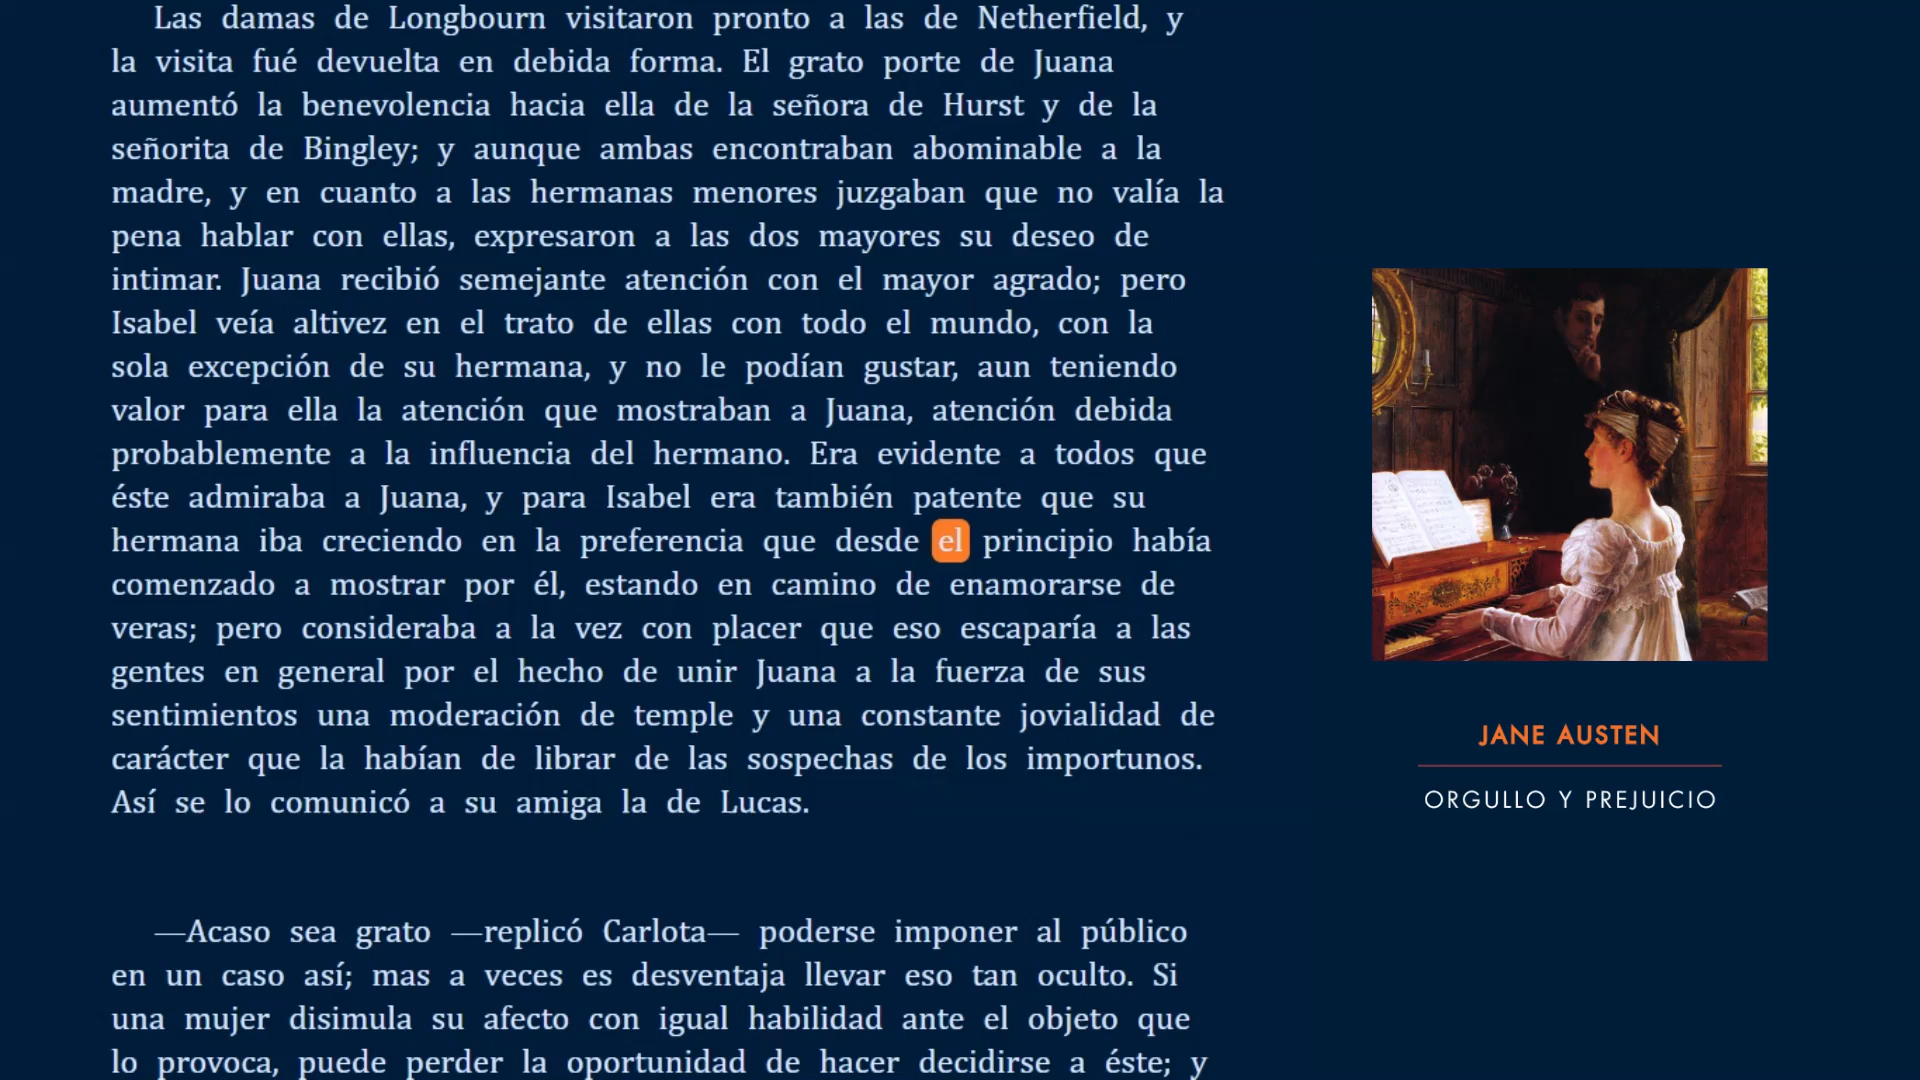 Las damas de Longbourn visitaron pronto a las de Netherfield, y
la visita fué devuelta en debida forma. El grato porte de Juana
aumentó la benevolencia hacia ella de la señora de Hurst y de la
señorita de Bingley; y aunque ambas encontraban abominable a la
madre, y en cuanto a las hermanas menores juzgaban que no valía la
pena hablar con ellas, expresaron a las dos mayores su deseo de
intimar. Juana recibió semejante atención con el mayor agrado; pero
Isabel veía altivez en el trato de ellas con todo el mundo, con la
sola excepción de su hermana, y no le podían gustar, aun teniendo
valor para ella la atención que mostraban a Juana, atención debida
probablemente a la influencia del hermano. Era evidente a todos que
éste admiraba a Juana, y para Isabel era también patente que su
hermana iba creciendo en la preferencia que desde el principio había
comenzado a mostrar por él, estando en camino de enamorarse de
veras; pero consideraba a la vez con placer que eso escaparía a las
gentes en general por el hecho de unir Juana a la fuerza de sus
sentimientos una moderación de temple y una constante jovialidad de
carácter que la habían de librar de las sospechas de los importunos.
Así se lo comunicó a su amiga la de Lucas.
—Acaso sea grato —replicó Carlota— poderse imponer al público
en un caso así; mas a veces es desventaja llevar eso tan oculto. Si
una mujer disimula su afecto con igual habilidad ante el objeto que
lo provoca, puede perder la oportunidad de hacer decidirse a éste; y
JANE AUSTEN
ORGULLO Y PREJUICIO